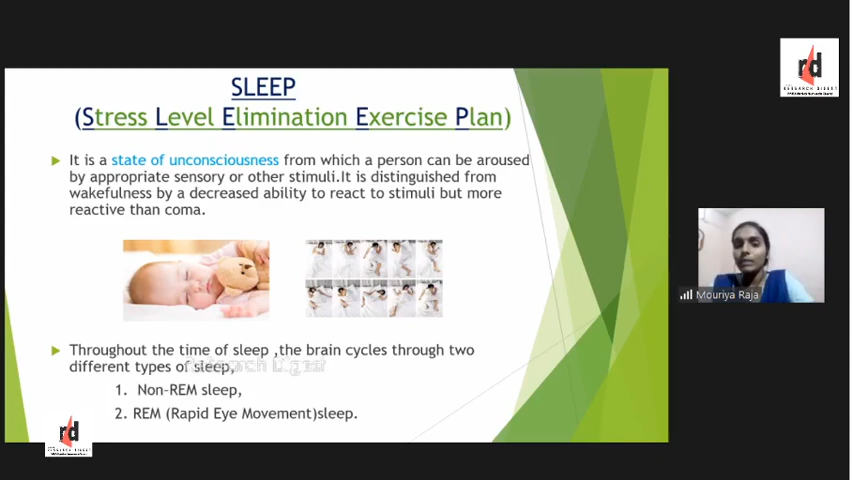 SLEEP
(Stress Level Elimination Exercise Plan)
It is a state of unconsciousness from which a person can be aroused
by appropriate sensory or other stimuli.It is distinguished from
wakefulness by a decreased ability to react to stimuli but more
reactive than coma.
Throughout the time of sleep ,the brain cycles through two
different types of sleep,
1. Non-REM sleep,
2. REM (Rapid Eye Movement)sleep.
rd
rd
RESEARCH DIGEST
Mouriya Raja